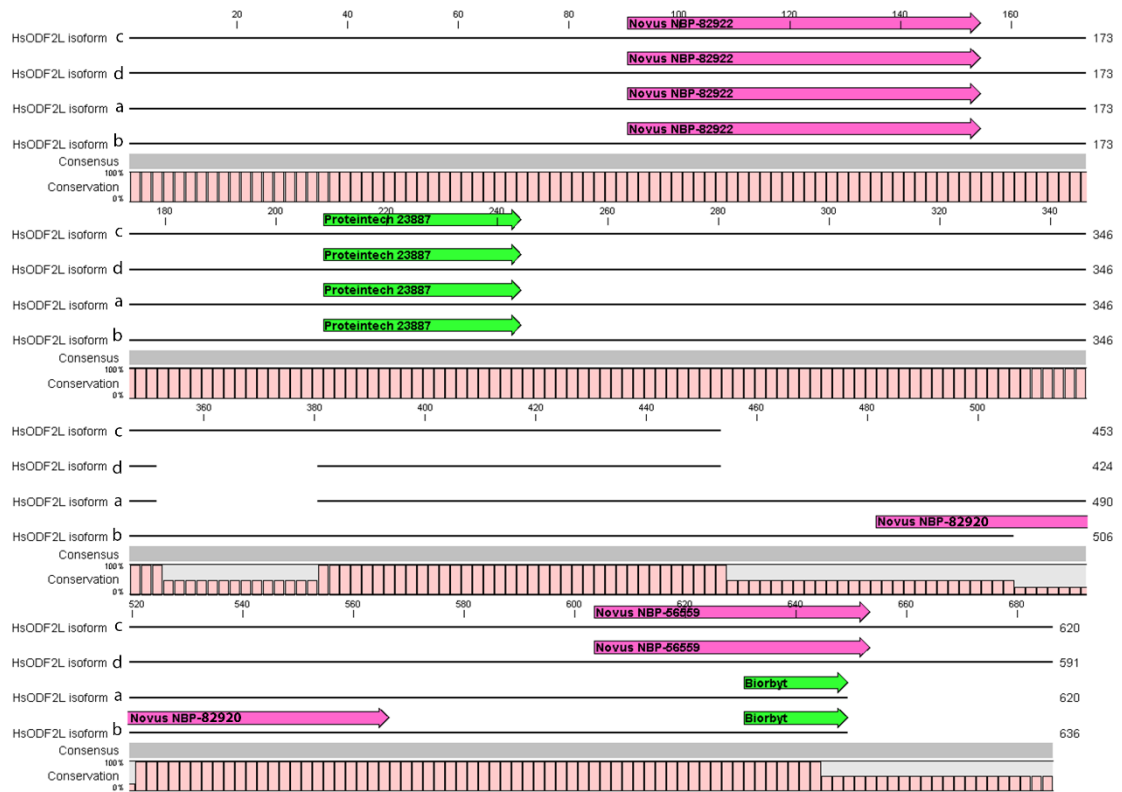 20 40 60 80 100 120 140 160
Novus NBP-82922
HsODF2L isoform c 173
Novus NBP-82922
HsODF2L isoform d 173
Novus NBP-82922
HsODF2L isoform a 173
Novus NBP-82922
HsODF2L isoform b 173
Consensus
100%
Conservation
0%
180 200 220 240 260 280 300 320 340
Proteintech 23887
HsODF2L isoform c 346
Proteintech 23887
HsODF2L isoform d 346
Proteintech 23887
HsODF2L isoform a 346
Proteintech 23887
HsODF2L isoform b 346
Consensus
100%
Conservation
0%
360 380 400 420 440 460 480 500
HsODF2L isoform c 453
HsODF2L isoform d 424
HsODF2L isoform a 490
Novus NBP-82920
HsODF2L isoform b 506
Consensus
100%
Conservation
0%
520 540 560 580 600 620 640 660 680
Novus NBP-56559
HsODF2L isoform c 620
Novus NBP-56559
HsODF2L isoform d 591
Biorbyt
HsODF2L isoform a 620
Novus NBP-82920 Biorbyt
HsODF2L isoform b 636
Consensus
100%
Conservation
0%